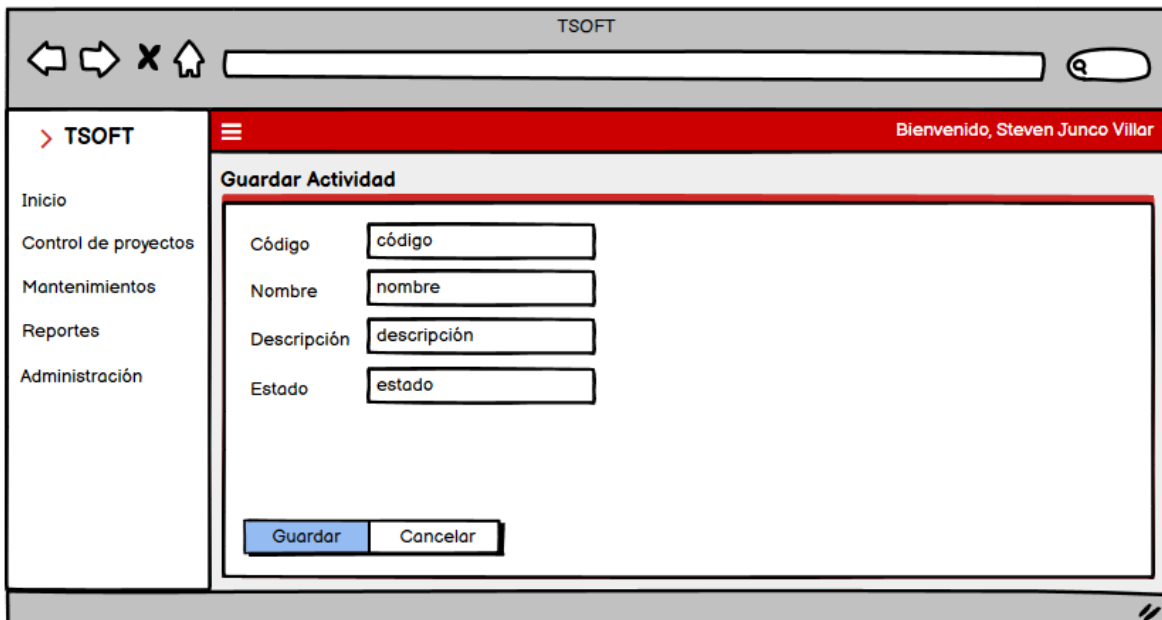 TSOFT
TSOFT
Bienvenido, Steven Junco Villar
Inicio
Control de proyectos
Mantenimientos
Reportes
Administración
Guardar Actividad
Código
código
Nombre
nombre
Descripción
descripción
Estado
estado
Guardar
Cancelar